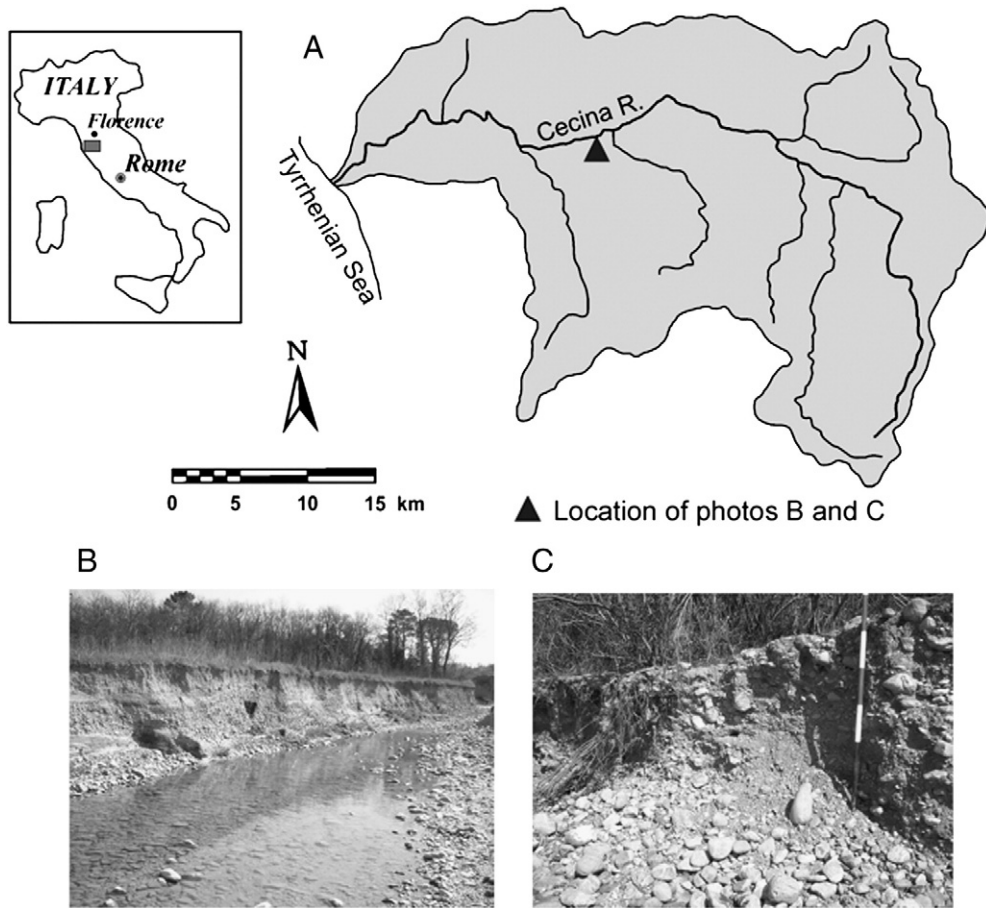 A
ITALY
Florence
Rome
Cecina R.
Tyrrhenian Sea
N
0 5 10 15 km
Location of photos B and C
B
C